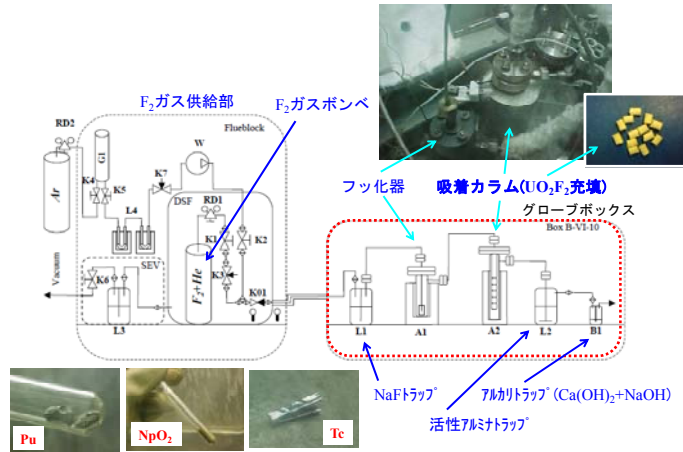 F₂ガス供給部
F₂ガスボンベ
Flueblock
RD2
G1
W
K4
K5
K7
Ar
L4
DSF
RD1
K1
K2
フッ化器
吸着カラム(UO₂F₂充填)
グローブボックス
Box B-VI-10
Vacuum
SEV
K6
F₂+He
K3
K01
L3
L1
A1
A2
L2
B1
NaFﾄﾗｯﾌﾟ
ｱﾙｶﾘﾄﾗｯﾌﾟ(Ca(OH)₂+NaOH)
活性ｱﾙﾐﾅﾄﾗｯﾌﾟ
Pu
NpO₂
Tc